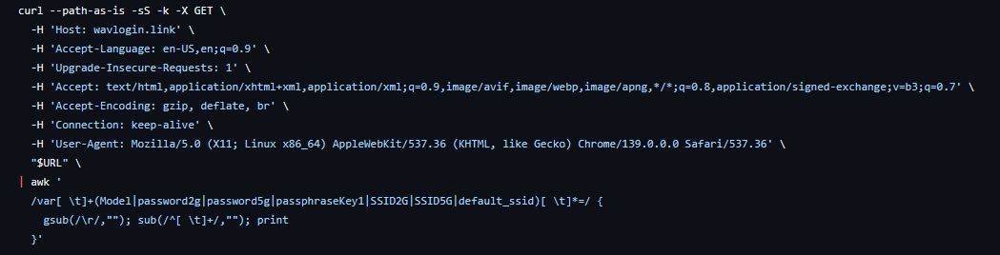 curl --path-as-is -sS -k -X GET \
-H 'Host: wavlogin.link' \
-H 'Accept-Language: en-US,en;q=0.9' \
-H 'Upgrade-Insecure-Requests: 1' \
-H 'Accept: text/html,application/xhtml+xml,application/xml;q=0.9,image/avif,image/webp,image/apng,*/*;q=0.8,application/signed-exchange;v=b3;q=0.7' \
-H 'Accept-Encoding: gzip, deflate, br' \
-H 'Connection: keep-alive' \
-H 'User-Agent: Mozilla/5.0 (X11; Linux x86_64) AppleWebKit/537.36 (KHTML, like Gecko) Chrome/139.0.0.0 Safari/537.36' \
"$URL" \
| awk '
/var[ \t]+(Model|password2g|password5g|passphraseKey1|SSID2G|SSID5G|default_ssid)[ \t]*=/ {
gsub(/\r/,""); sub(/^[ \t]+/,""); print
}'